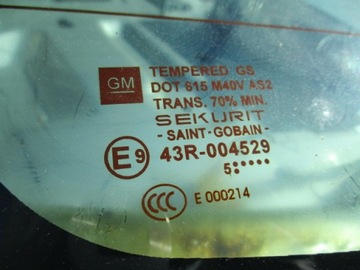 GM
TEMPERED GS
DOT 615 M40V AS2
TRANS. 70% MIN.
SEKURIT
- SAINT-GOBAIN -
E9 43R-004529
5
CCC E 000214